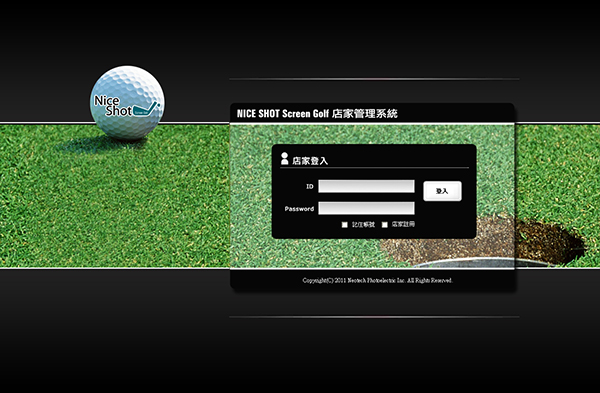 Nice
Shot
NICE SHOT Screen Golf 店家管理系統
店家登入
ID
登入
Password
記住帳號 店家註冊
Copyright(C) 2011 Neotech Photoelectric Inc. All Rights Reserved.